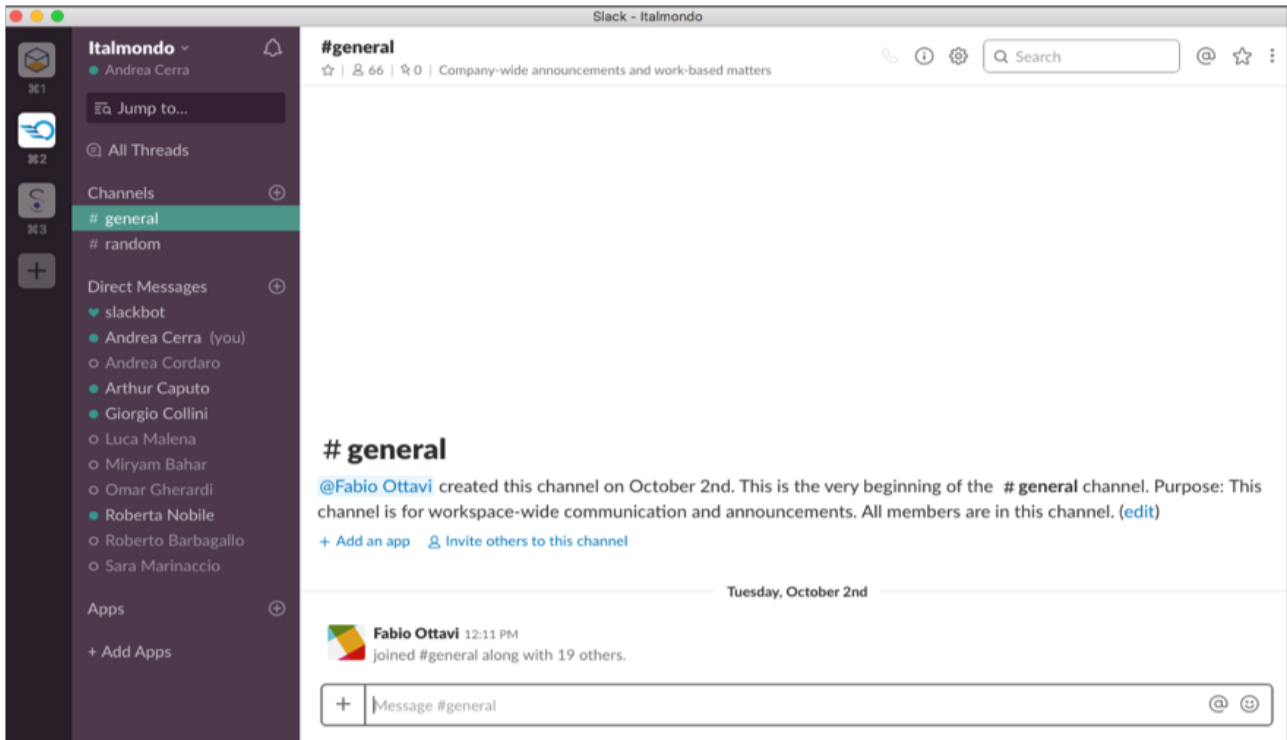 Slack - Italmondo
⌘1
⌘2
⌘3
Italmondo
Andrea Cerra
Jump to...
All Threads
Channels
# general
# random
Direct Messages
slackbot
Andrea Cerra (you)
Andrea Cordaro
Arthur Caputo
Giorgio Collini
Luca Malena
Miryam Bahar
Omar Gherardi
Roberta Nobile
Roberto Barbagallo
Sara Marinaccio
Apps
+ Add Apps
#general
| 66 | 0 | Company-wide announcements and work-based matters
Search
# general
@Fabio Ottavi created this channel on October 2nd. This is the very beginning of the # general channel. Purpose: This
channel is for workspace-wide communication and announcements. All members are in this channel. (edit)
+ Add an app Invite others to this channel
Tuesday, October 2nd
Fabio Ottavi 12:11 PM
joined #general along with 19 others.
+ Message #general @